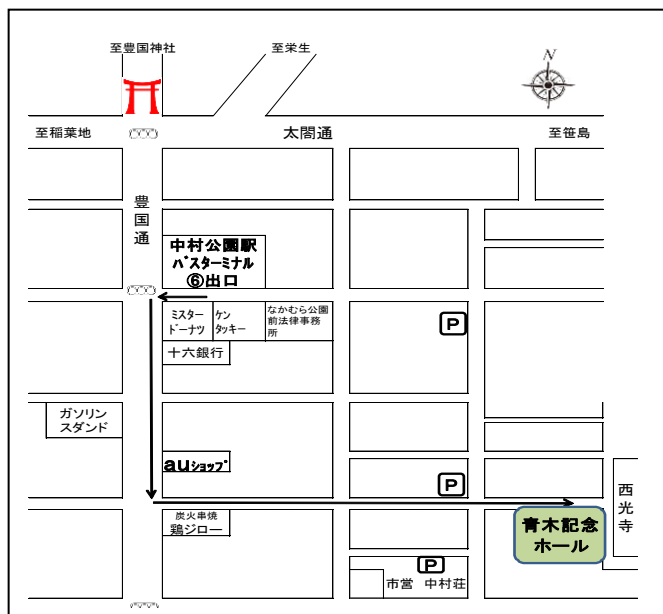 至豊国神社
至栄生
N
至稲葉地
太閤通
至笹島
豊国通
中村公園駅
バスターミナル
⑥出口
ミスター
ドーナツ
ケン
タッキー
なかむら公園
前法律事務
所
P
十六銀行
ガソリン
スダンド
auショップ
P
西光寺
炭火串焼
鶏ジロー
青木記念
ホール
P
市営 中村荘